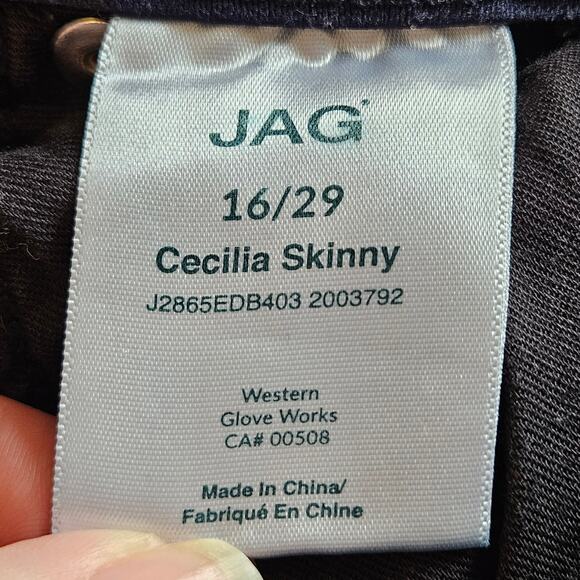 JAG
16/29
Cecilia Skinny
J2865EDB403 2003792
Western
Glove Works
CA# 00508
Made In China/
Fabriqué En Chine